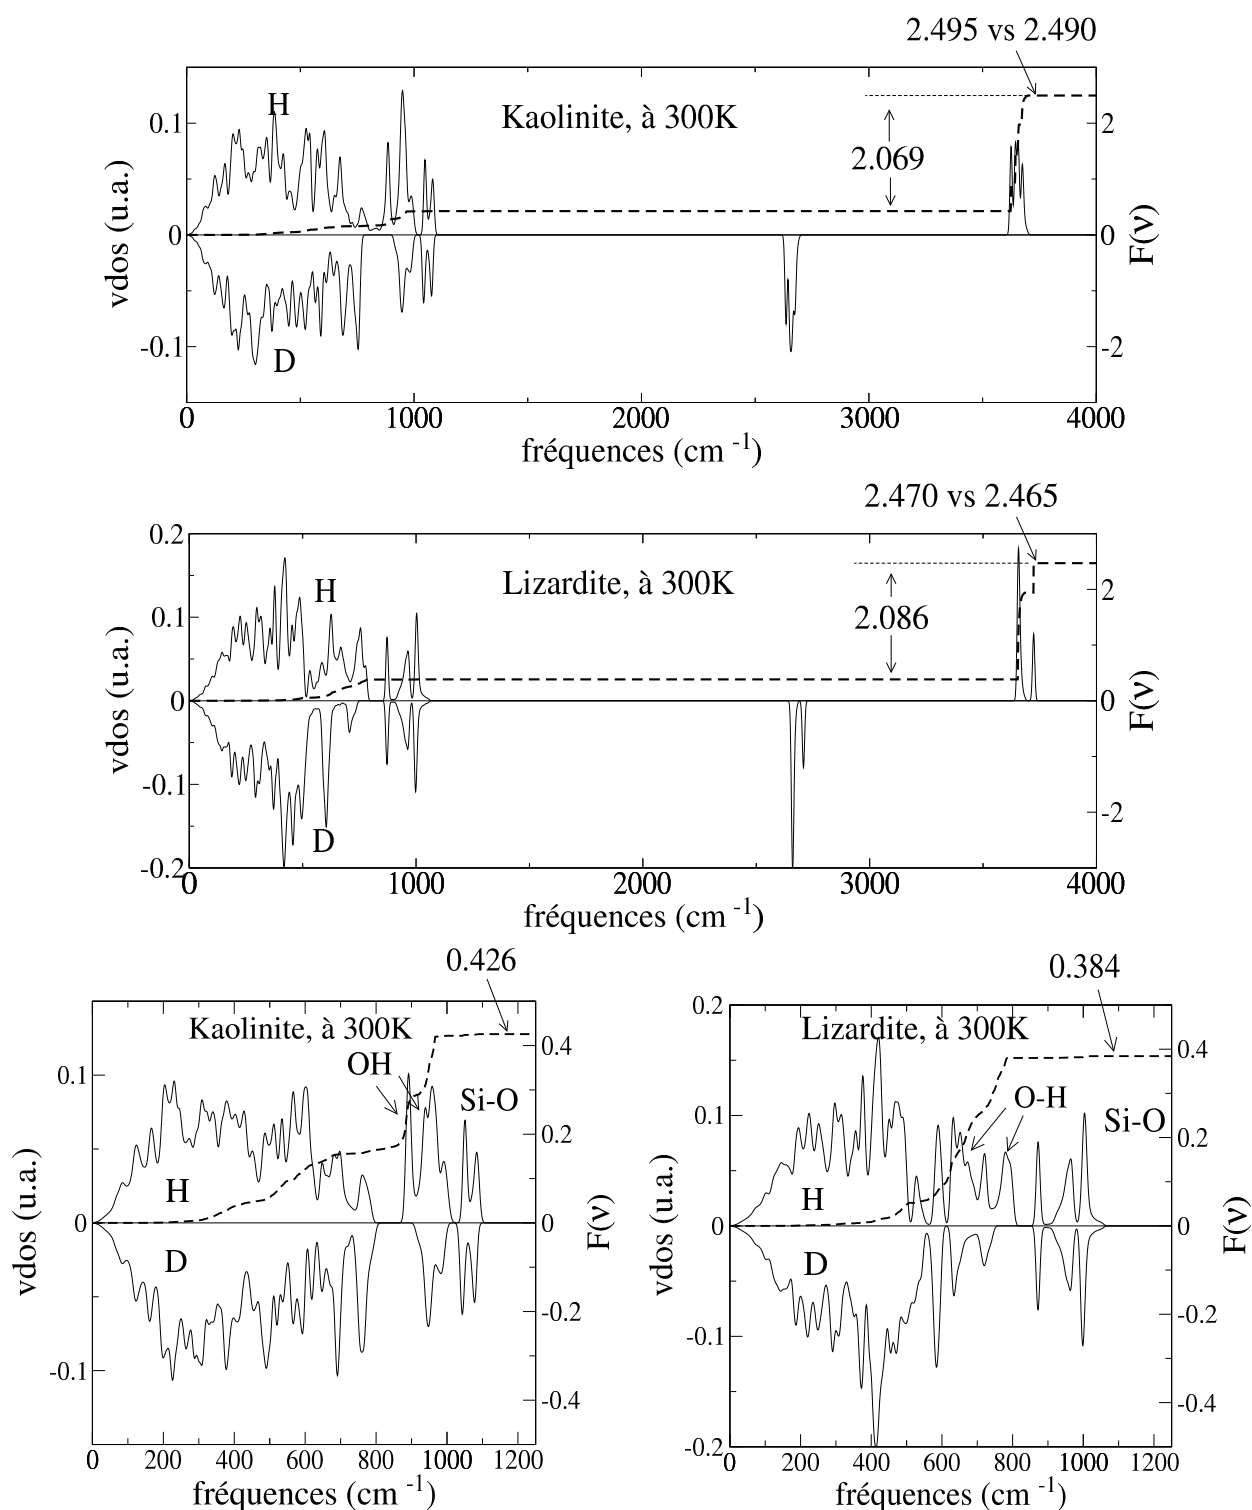 2.495 vs 2.490
H
Kaolinite, à 300K
2.069
D
0.1
0
-0.1
vdos (u.a.)
2
0
-2
F(ν)
0 1000 2000 3000 4000
fréquences (cm -1)
2.470 vs 2.465
H
Lizardite, à 300K
2.086
D
0.2
0.1
0
-0.1
-0.2
vdos (u.a.)
2
0
-2
F(ν)
0 1000 2000 3000 4000
fréquences (cm -1)
0.426
Kaolinite, à 300K
OH
Si-O
H
D
0.1
0
-0.1
vdos (u.a.)
0.4
0.2
0
-0.2
-0.4
F(ν)
0 200 400 600 800 1000 1200
fréquences (cm -1)
0.384
Lizardite, à 300K
O-H
Si-O
H
D
0.2
0.1
0
-0.1
-0.2
vdos (u.a.)
0.4
0.2
0
-0.2
-0.4
F(ν)
0 200 400 600 800 1000 1200
fréquences (cm -1)